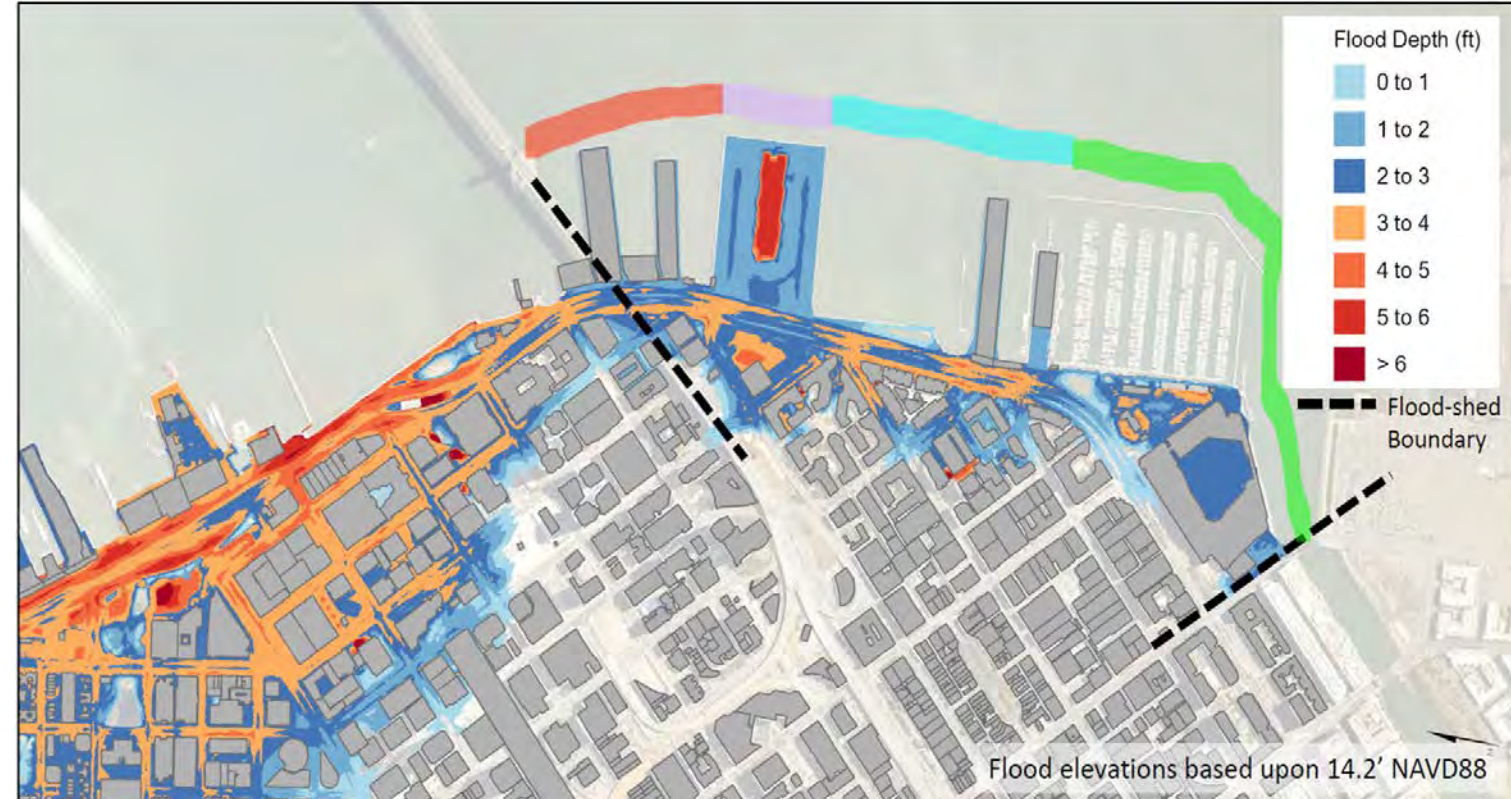 Flood Depth (ft)
0 to 1
1 to 2
2 to 3
3 to 4
4 to 5
5 to 6
> 6
Flood-shed
Boundary
Flood elevations based upon 14.2' NAVD88